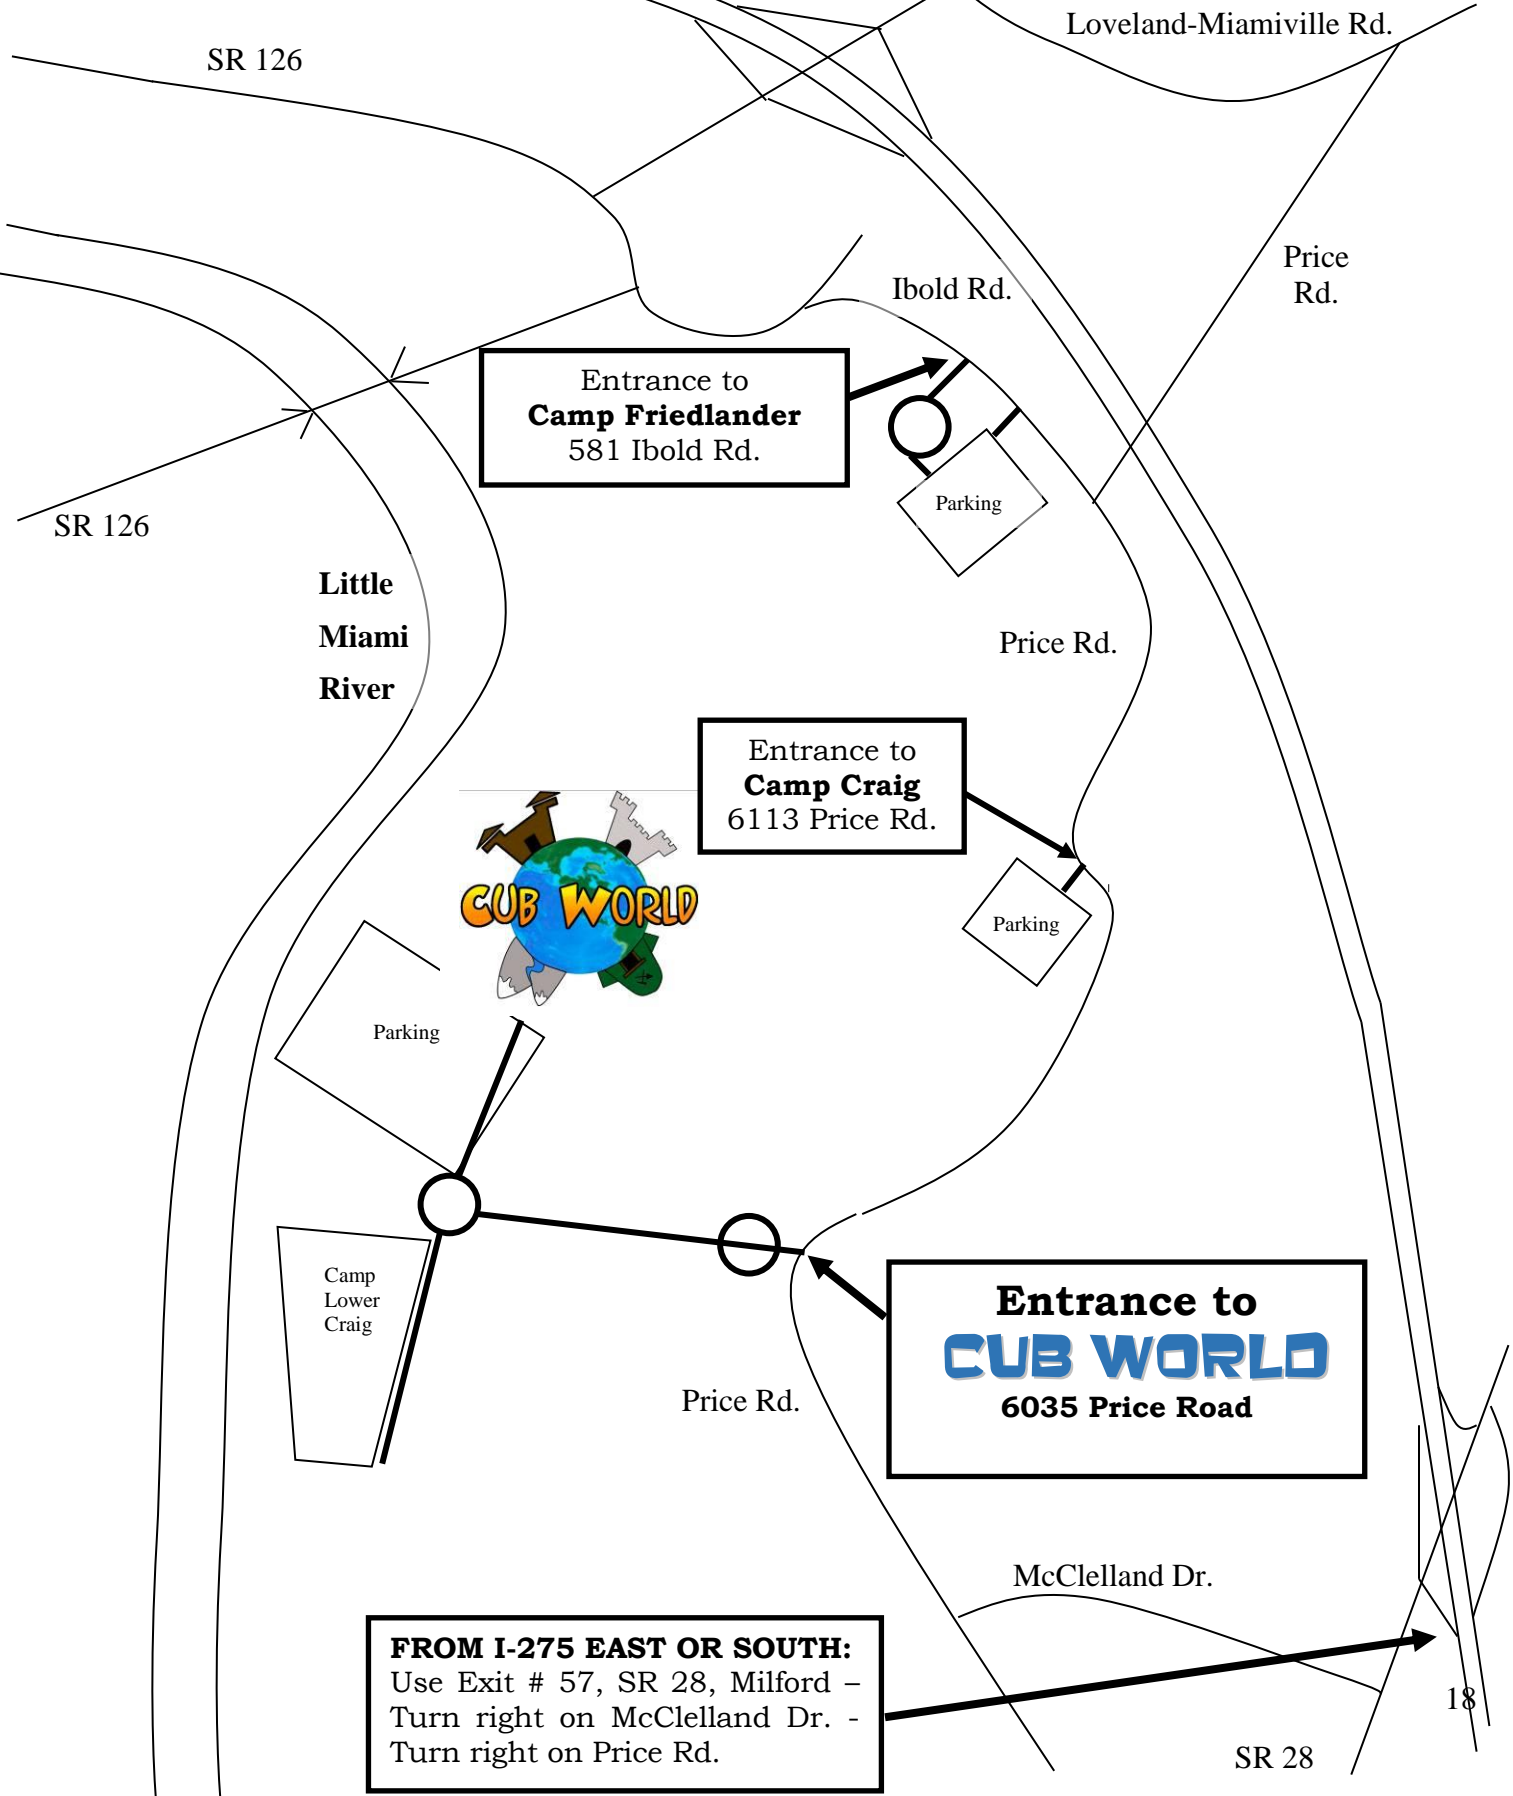 Loveland-Miamiville Rd.
SR 126
Price
Rd.
Ibold Rd.
Entrance to
Camp Friedlander
581 Ibold Rd.
Parking
SR 126
Little
Miami
River
Price Rd.
Entrance to
Camp Craig
6113 Price Rd.
CUB WORLD
Parking
Parking
Camp
Lower
Craig
Entrance to
CUB WORLD
6035 Price Road
Price Rd.
McClelland Dr.
FROM I-275 EAST OR SOUTH:
Use Exit # 57, SR 28, Milford –
Turn right on McClelland Dr. -
Turn right on Price Rd.
18
SR 28